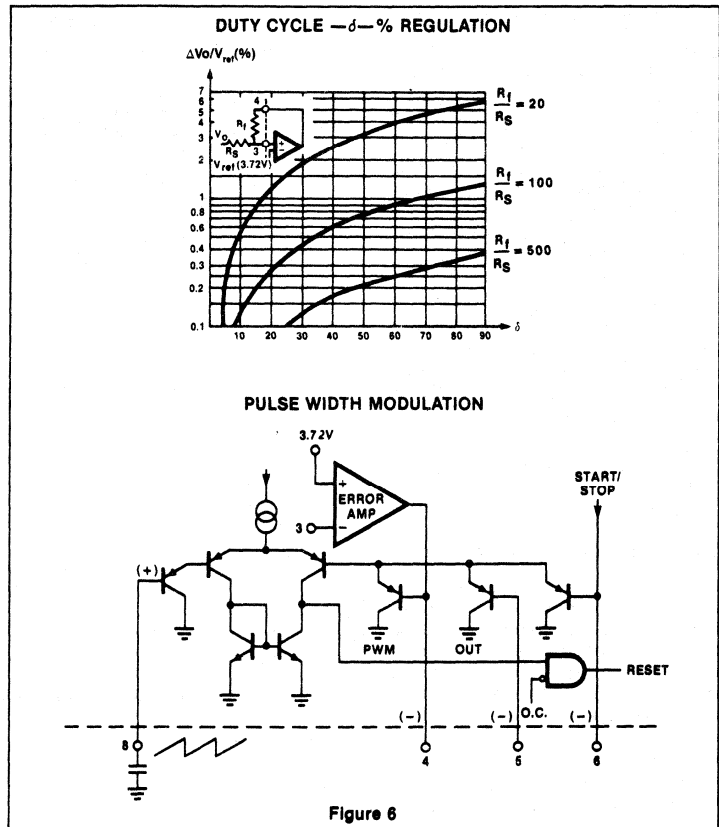 DUTY CYCLE —δ—% REGULATION
ΔVo/Vref(%)
7
6
5
4
3
2
1
0.8
0.6
0.4
0.3
0.2
0.1
10 20 30 40 50 60 70 80 90 δ
4
Rf
VO
RS
3
+
−
Vref(3.72V)
Rf/RS = 20
Rf/RS = 100
Rf/RS = 500
PULSE WIDTH MODULATION
3.72V
+
ERROR
AMP
3 −
START/
STOP
(+)
PWM
OUT
RESET
O.C.
(−) (−) (−)
8 4 5 6
Figure 6